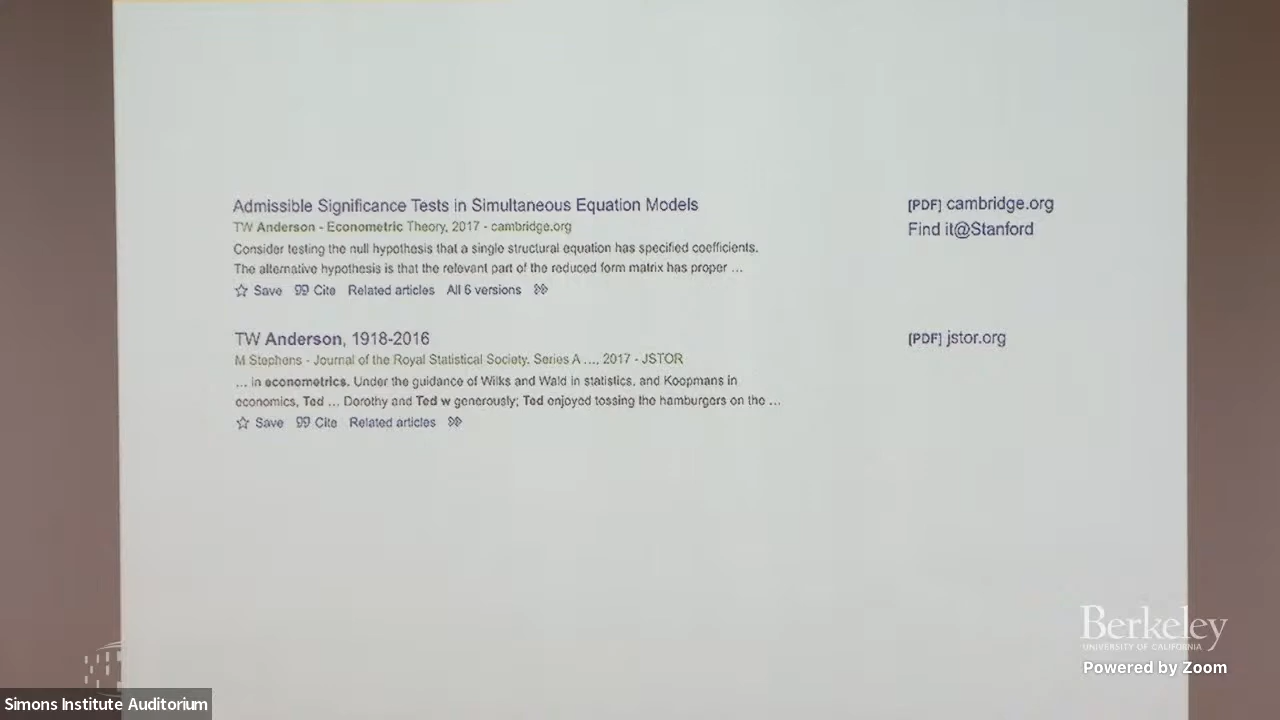 Admissible Significance Tests in Simultaneous Equation Models
TW Anderson - Econometric Theory, 2017 - cambridge.org
Consider testing the null hypothesis that a single structural equation has specified coefficients.
The alternative hypothesis is that the relevant part of the reduced form matrix has proper ...
Save Cite Related articles All 6 versions
[PDF] cambridge.org
Find it@Stanford
TW Anderson, 1918-2016
M Stephens - Journal of the Royal Statistical Society. Series A ..., 2017 - JSTOR
... in econometrics. Under the guidance of Wilks and Wald in statistics, and Koopmans in
economics, Ted ... Dorothy and Ted w generously; Ted enjoyed tossing the hamburgers on the ...
Save Cite Related articles
[PDF] jstor.org
Berkeley
UNIVERSITY OF CALIFORNIA
Powered by Zoom
Simons Institute Auditorium